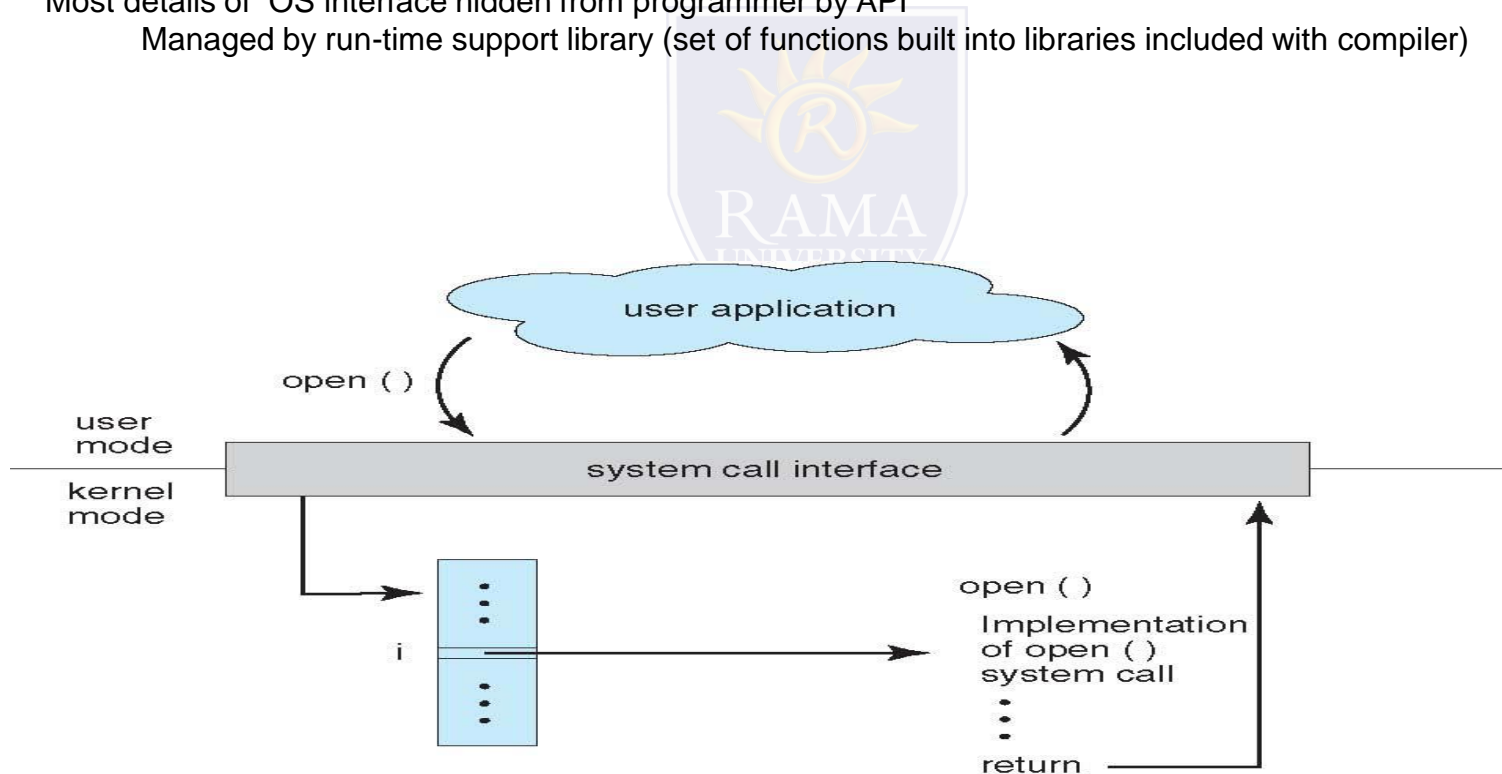 Most details of OS interface hidden from programmer by API
Managed by run-time support library (set of functions built into libraries included with compiler)
RAMA
UNIVERSITY
user application
open ( )
user
mode
system call interface
kernel
mode
i
open ( )
Implementation
of open ( )
system call
return